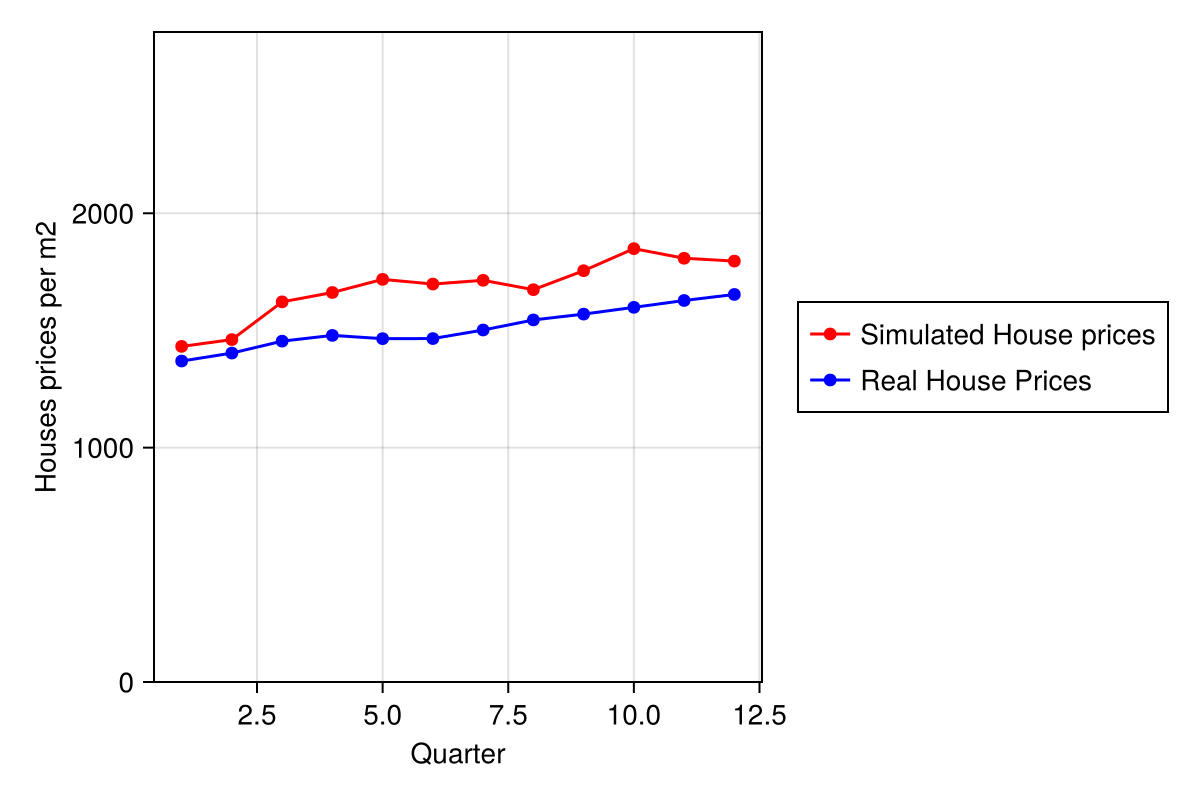 Houses prices per m2
2000
1000
0
2.5 5.0 7.5 10.0 12.5
Quarter
Simulated House prices
Real House Prices